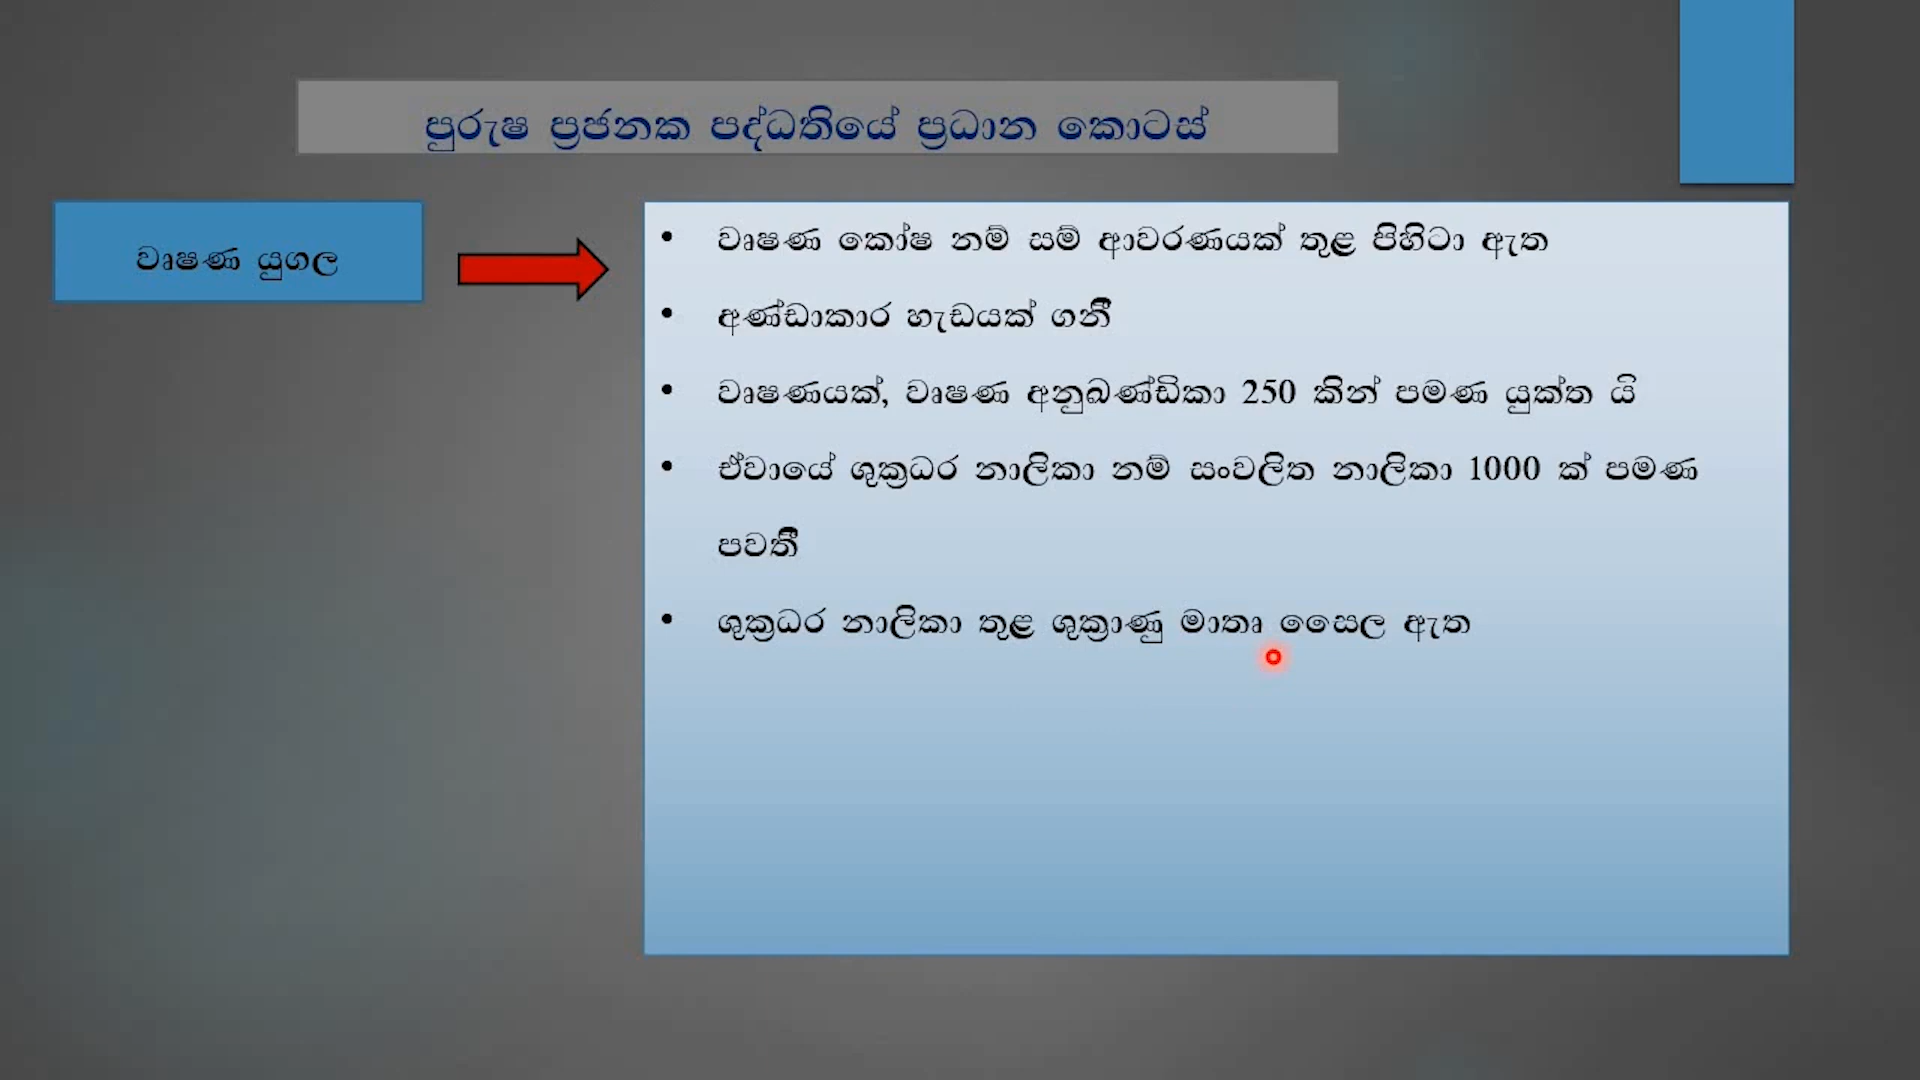 පුරුෂ ප්‍රජනක පද්ධතියේ ප්‍රධාන කොටස්
වෘෂණ යුගල
• වෘෂණ කෝෂ නම් සම් ආවරණයක් තුළ පිහිටා ඇත
• අණ්ඩාකාර හැඩයක් ගනී
• වෘෂණයක්, වෘෂණ අනුඛණ්ඩිකා 250 කින් පමණ යුක්ත යි
• ඒවායේ ශුක්‍රධර නාලිකා නම් සංවලිත නාලිකා 1000 ක් පමණ
පවතී
• ශුක්‍රධර නාලිකා තුළ ශුක්‍රාණු මාතෘ සෛල ඇත